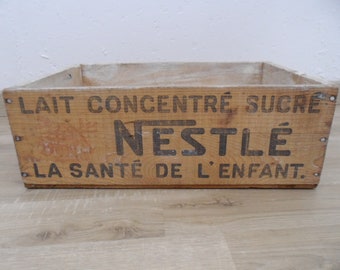 LAIT CONCENTRÉ SUCRÉ
NESTLÉ
LA SANTÉ DE L'ENFANT.